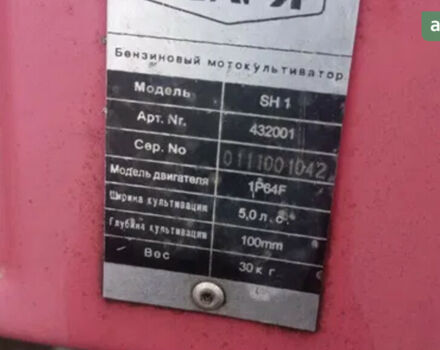 Бензиновый мотокультиватор
Модель SH 1
Арт. Nr. 432001
Сер. No 0111001042
Модель двигателя 1P64F
Ширина культивации 5,0 л.с.
Глубина культивации 100mm
Вес 30кг.